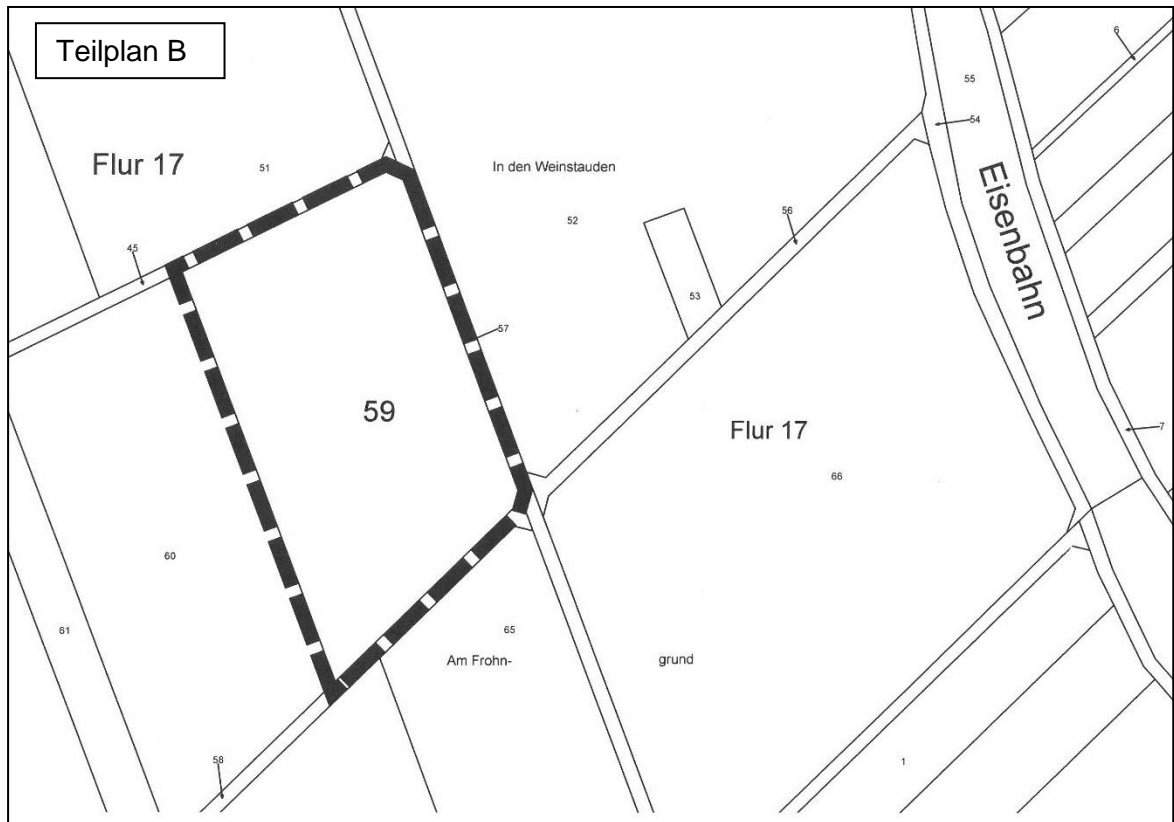 Teilplan B
6
55
54
Flur 17
51
In den Weinstauden
52
56
Eisenbahn
45
53
57
59
Flur 17
7
66
60
61
65
Am Frohn-
grund
58
1